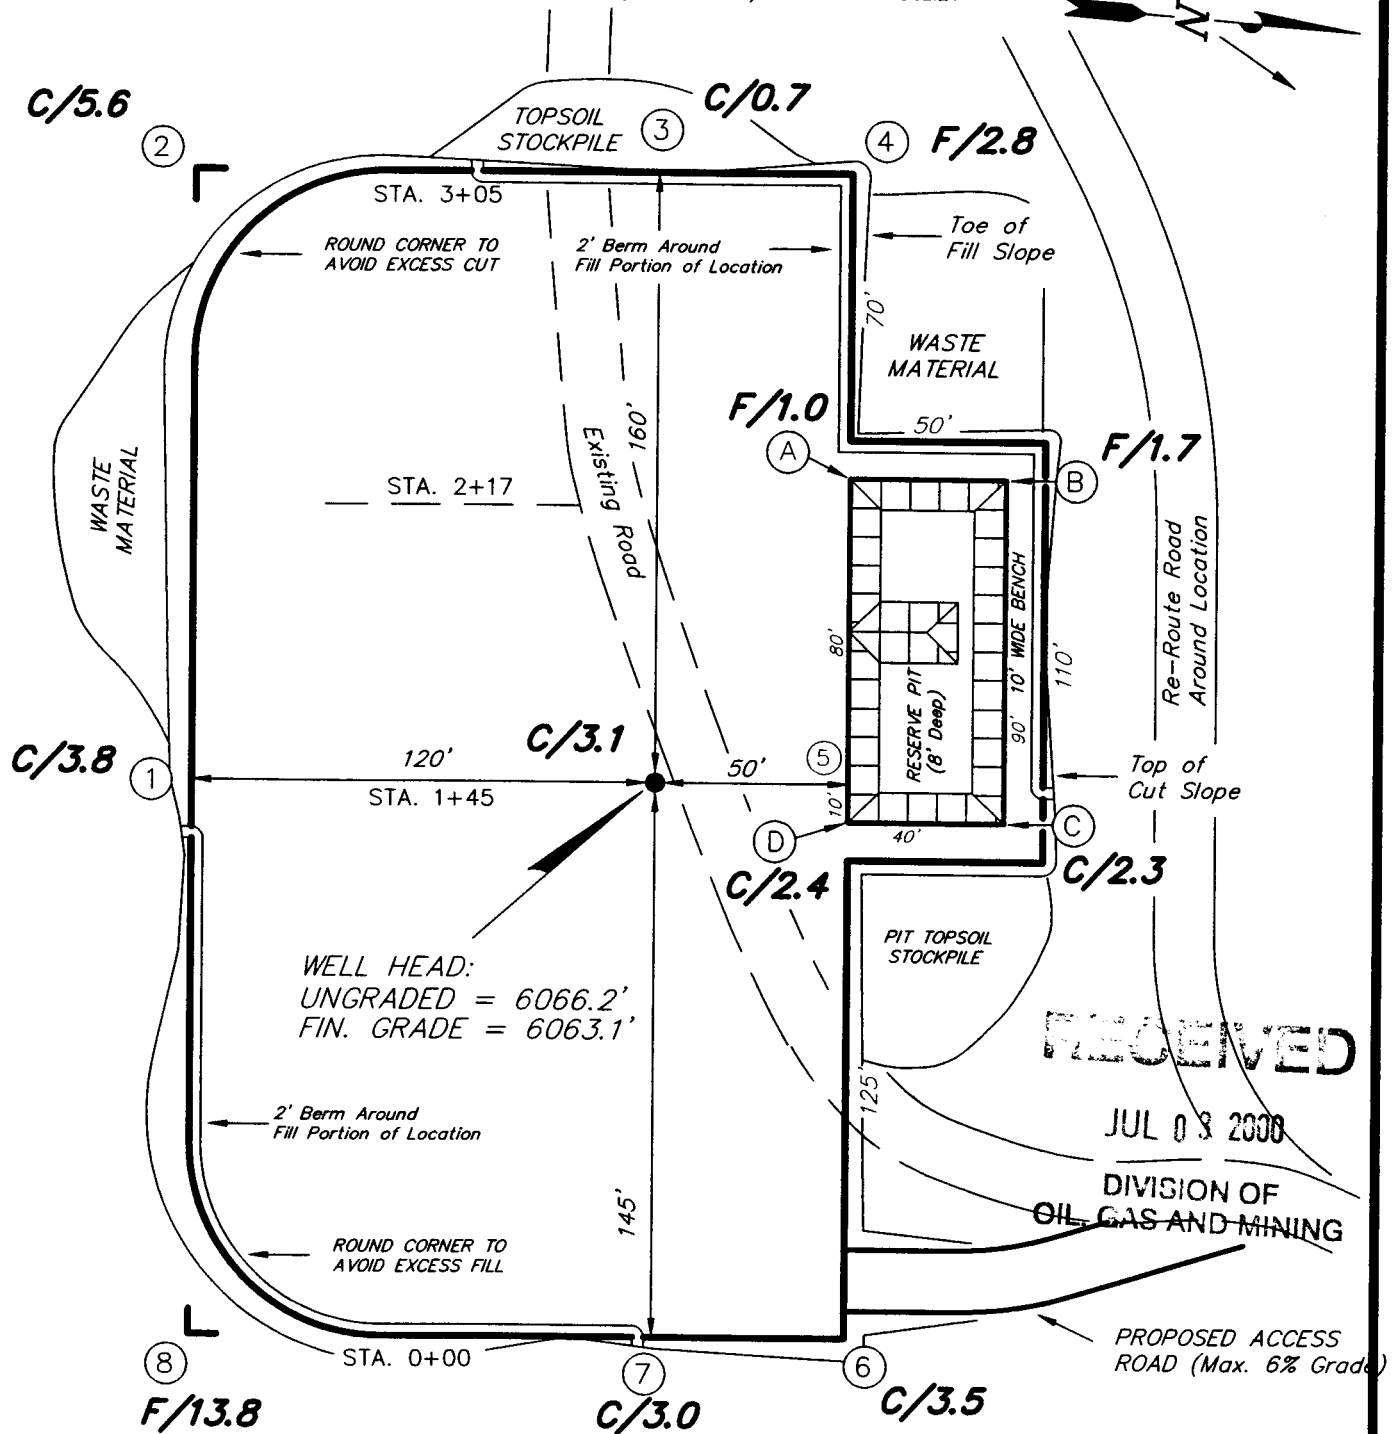 N
C/5.6
2
TOPSOIL
STOCKPILE
3
C/0.7
4
F/2.8
STA. 3+05
ROUND CORNER TO
AVOID EXCESS CUT
2' Berm Around
Fill Portion of Location
Toe of
Fill Slope
70'
WASTE
MATERIAL
F/1.0
50'
F/1.7
A
B
160'
Existing Road
WASTE
MATERIAL
STA. 2+17
Re-Route Road
Around Location
80'
RESERVE PIT
(8' Deep)
90'
10' WIDE BENCH
110'
C/3.8
1
120'
STA. 1+45
C/3.1
50'
5
10'
Top of
Cut Slope
D
40'
C
C/2.4
C/2.3
WELL HEAD:
UNGRADED = 6066.2'
FIN. GRADE = 6063.1'
PIT TOPSOIL
STOCKPILE
RECEIVED
JUL 03 2000
DIVISION OF
OIL, GAS AND MINING
125'
2' Berm Around
Fill Portion of Location
145'
ROUND CORNER TO
AVOID EXCESS FILL
STA. 0+00
PROPOSED ACCESS
ROAD (Max. 6% Grade)
8
F/13.8
7
C/3.0
6
C/3.5